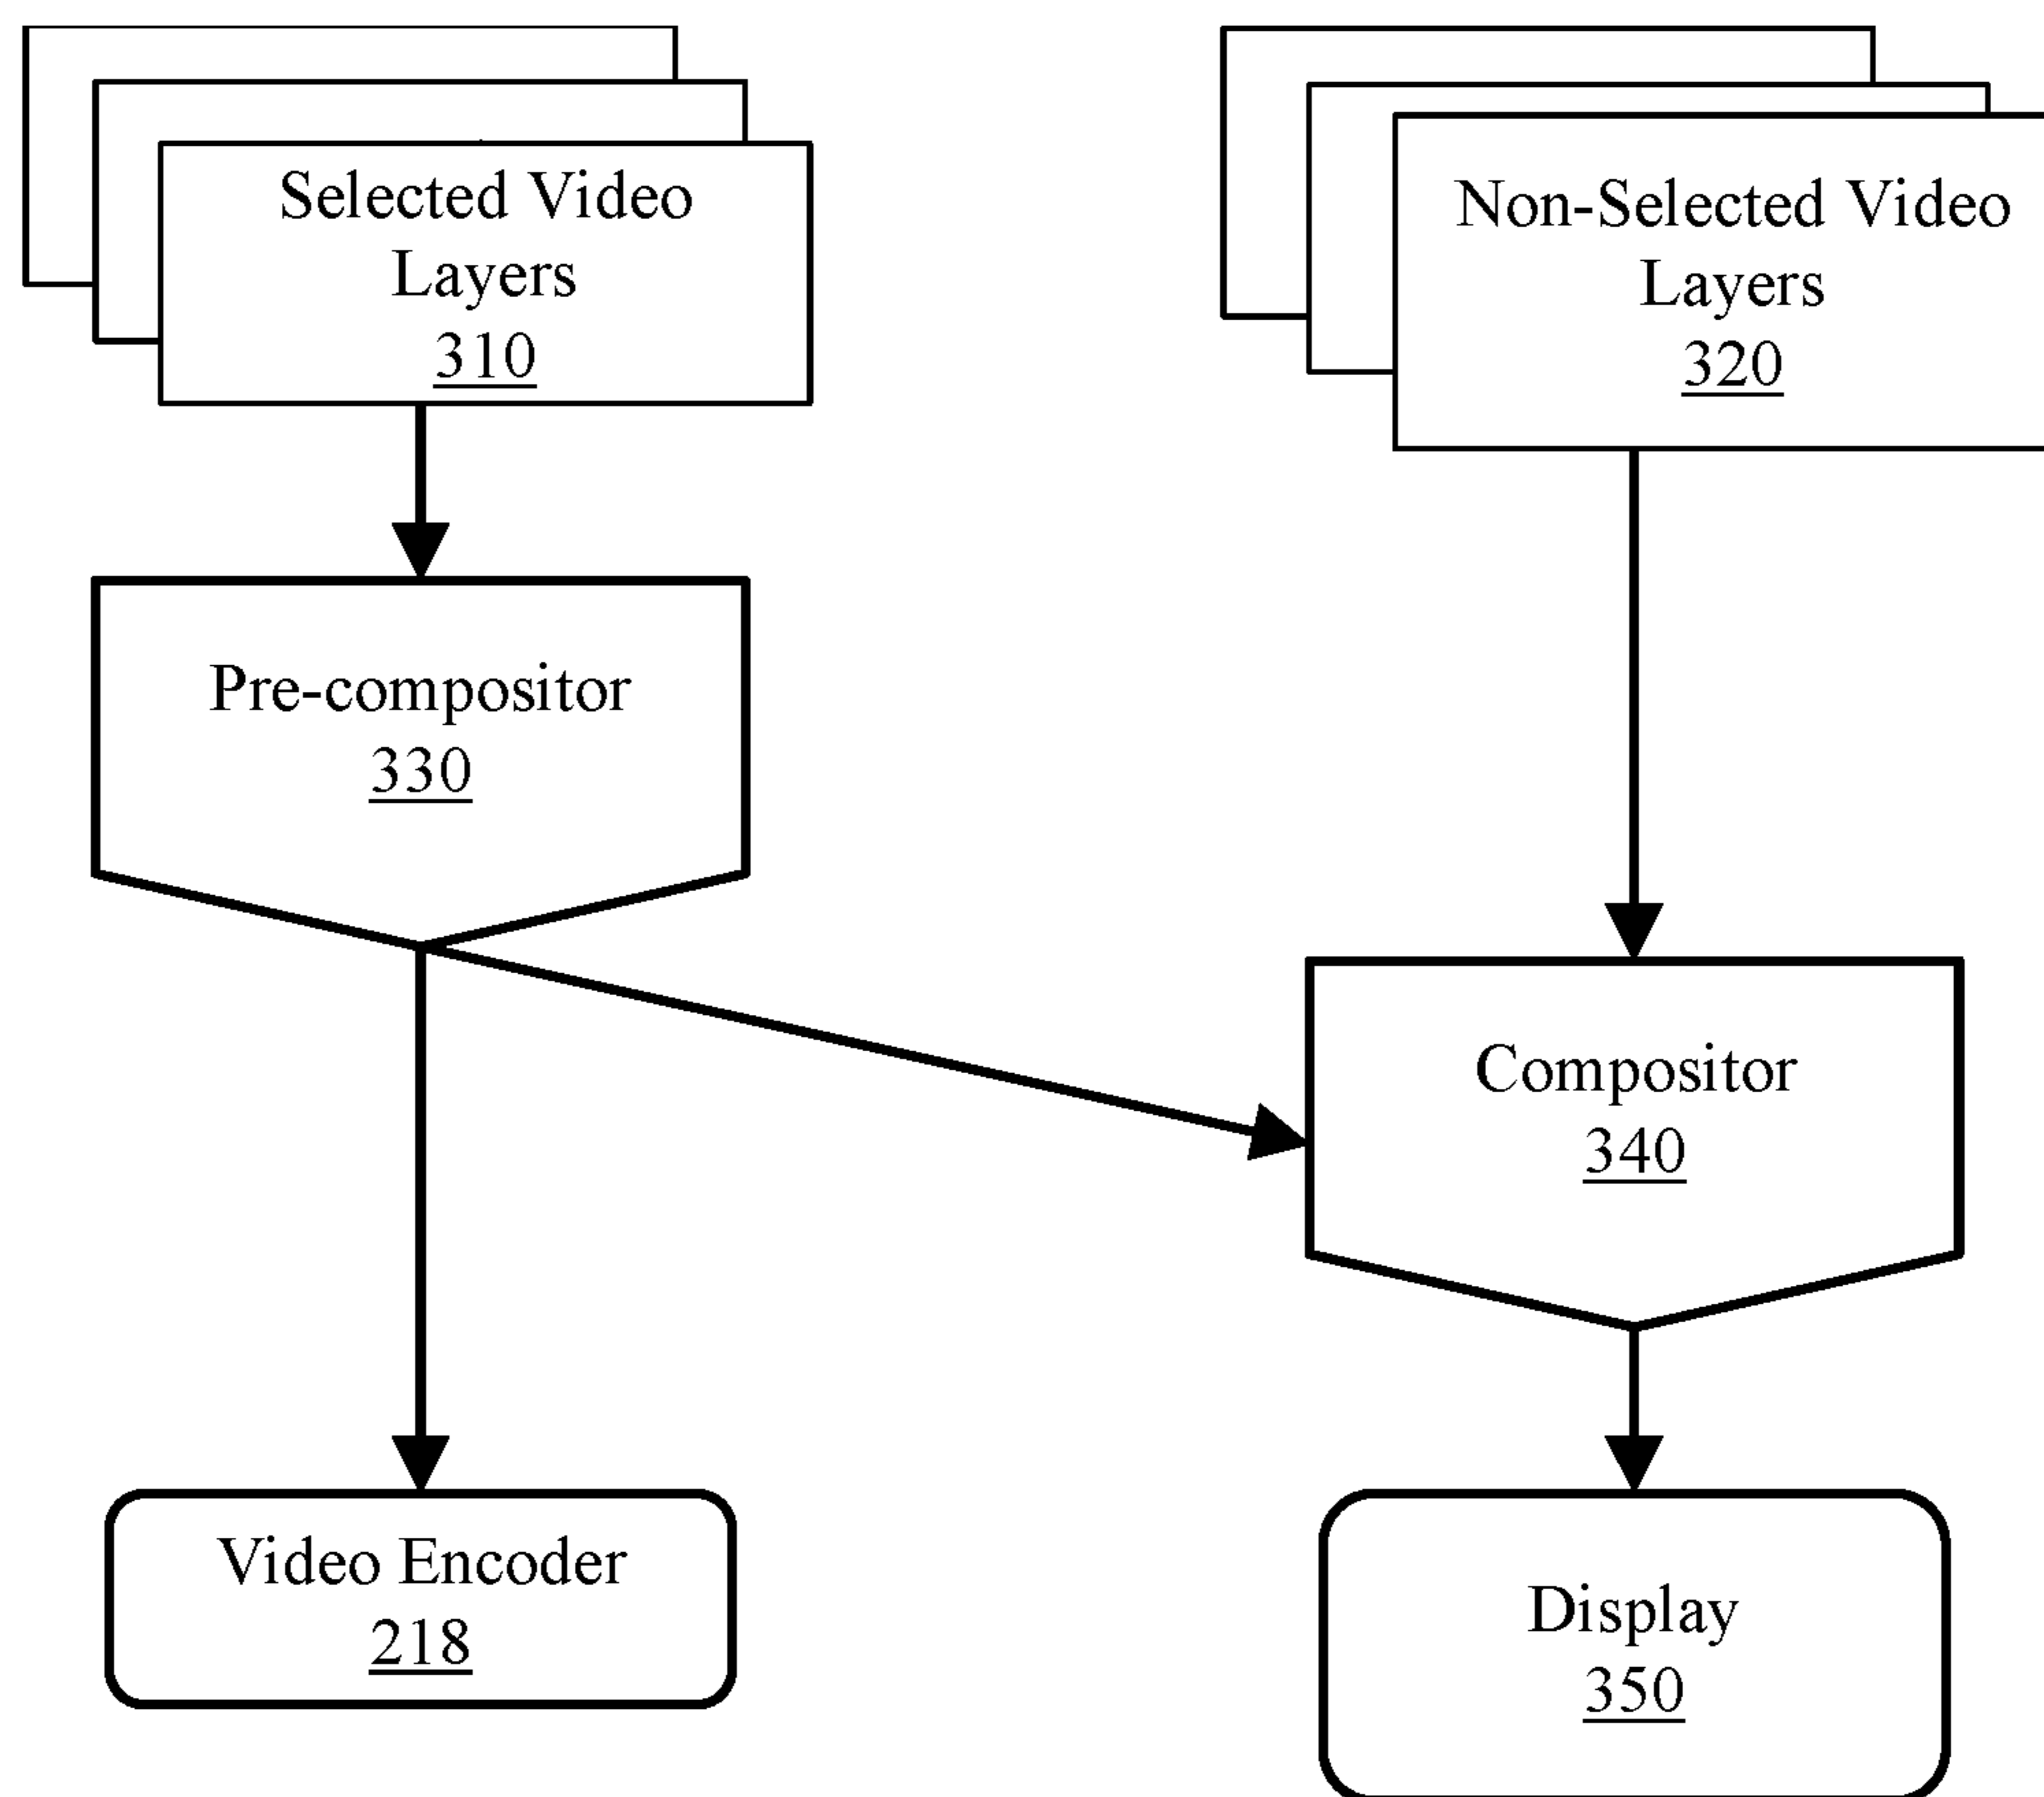 Selected Video
Layers
310
Non-Selected Video
Layers
320
Pre-compositor
330
Compositor
340
Video Encoder
218
Display
350